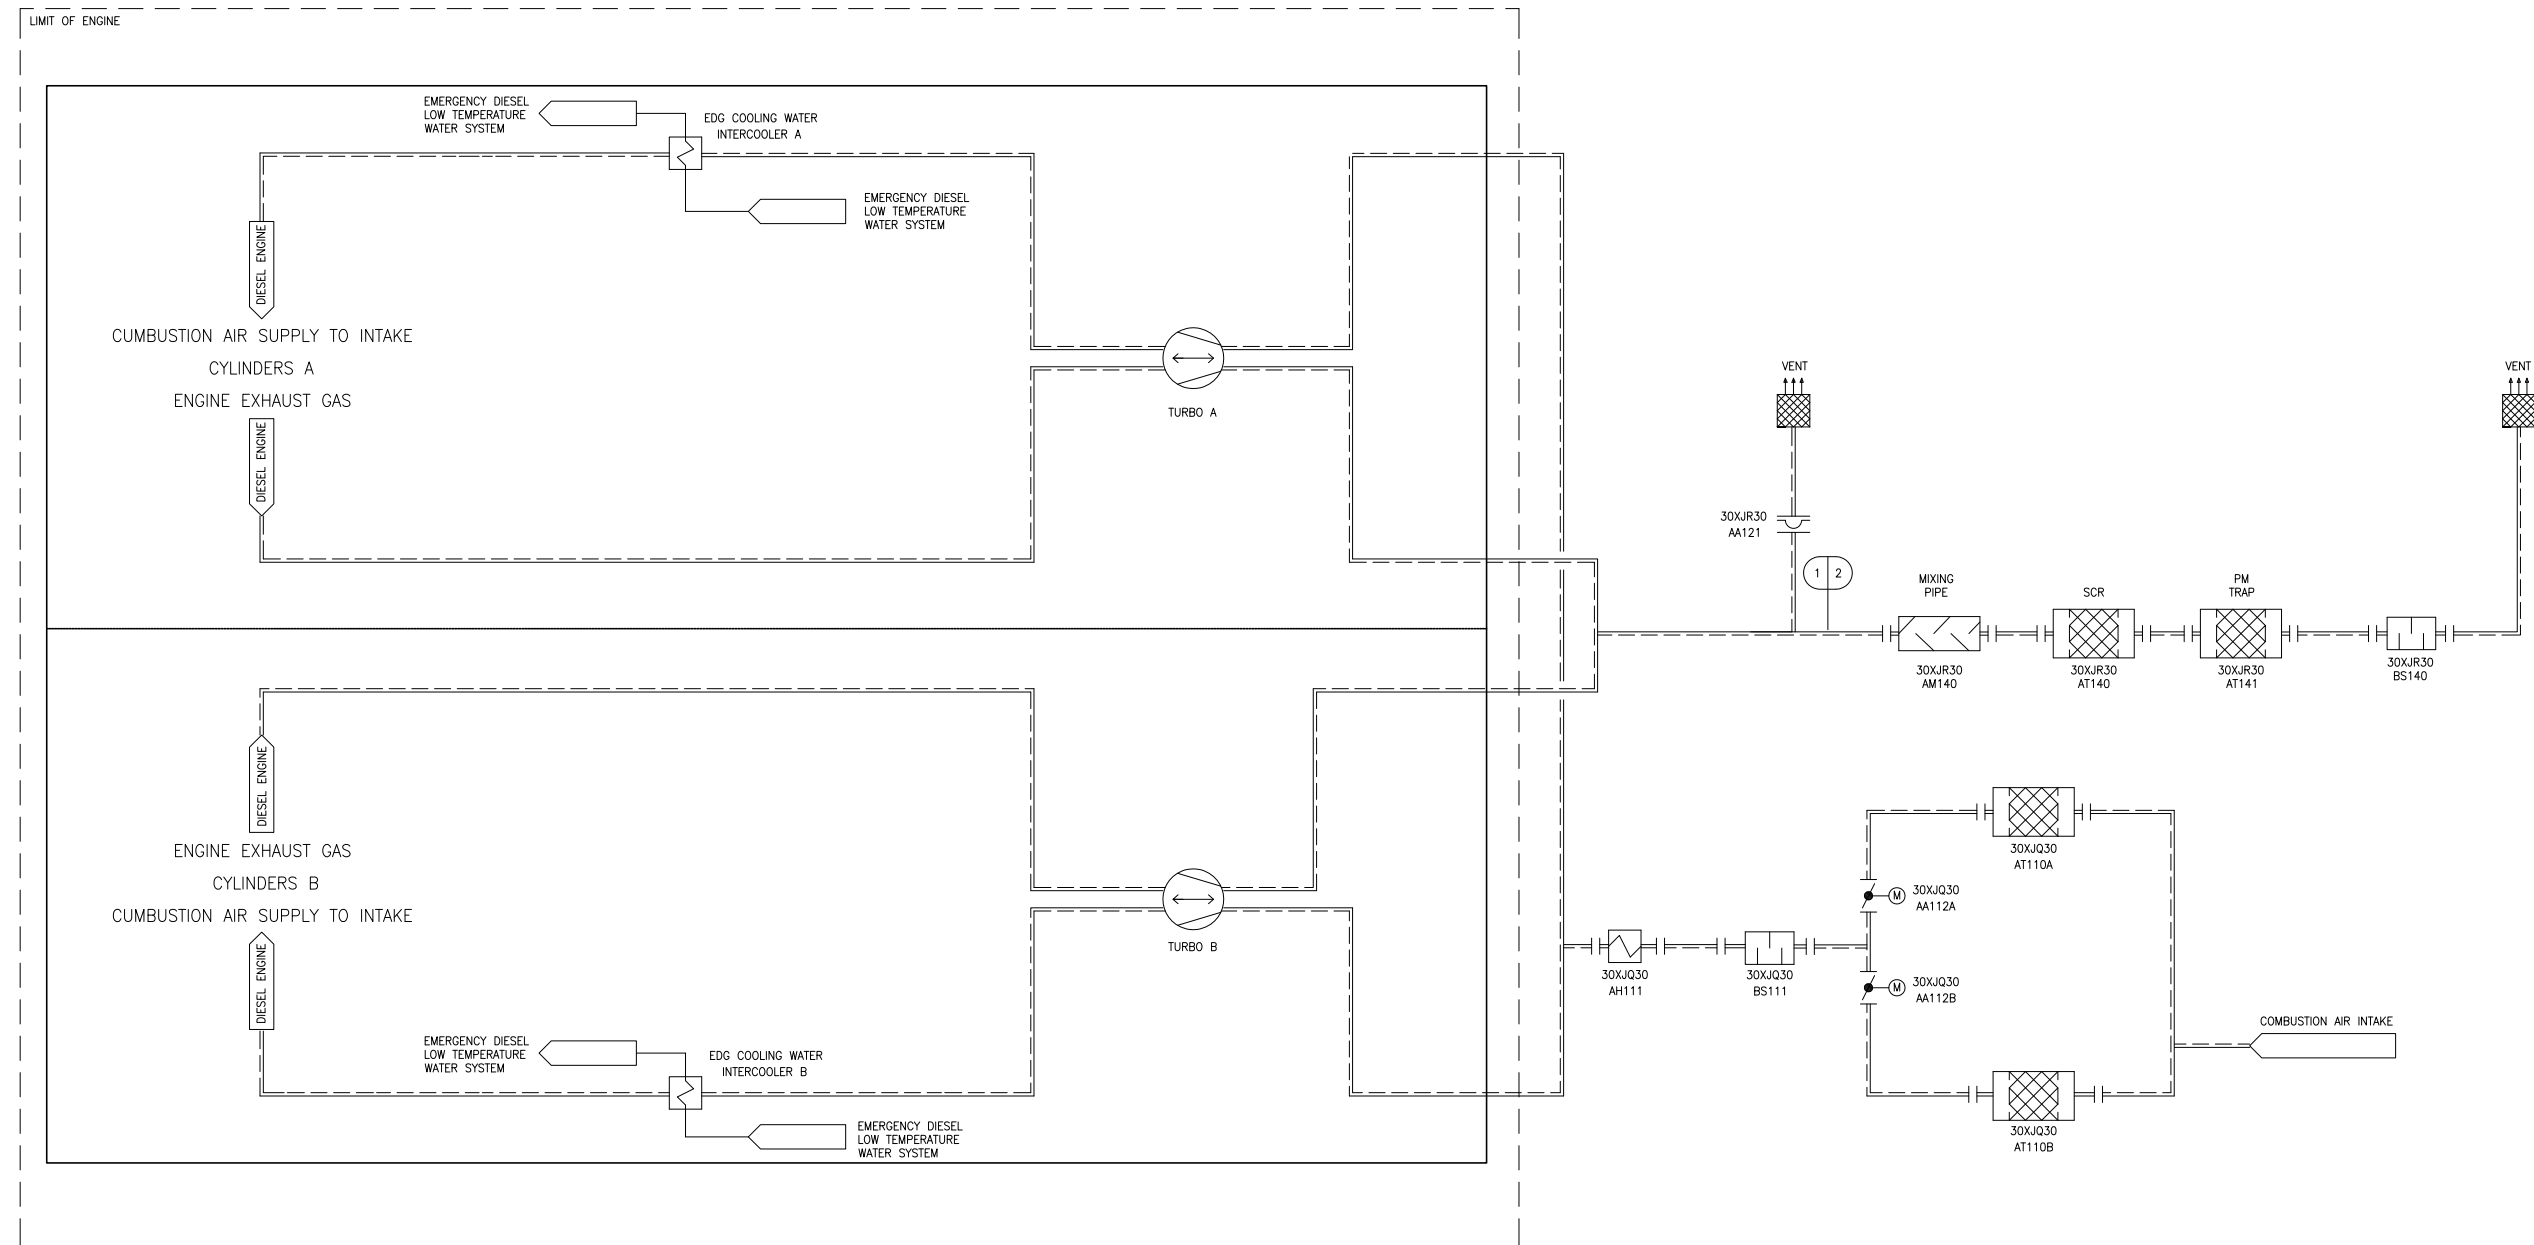 LIMIT OF ENGINE
EMERGENCY DIESEL
LOW TEMPERATURE
WATER SYSTEM
EDG COOLING WATER
INTERCOOLER A
EMERGENCY DIESEL
LOW TEMPERATURE
WATER SYSTEM
DIESEL ENGINE
CUMBUSTION AIR SUPPLY TO INTAKE
CYLINDERS A
ENGINE EXHAUST GAS
DIESEL ENGINE
TURBO A
VENT
VENT
30XJR30
AA121
1
2
MIXING
PIPE
SCR
PM
TRAP
30XJR30
AM140
30XJR30
AT140
30XJR30
AT141
30XJR30
BS140
DIESEL ENGINE
ENGINE EXHAUST GAS
CYLINDERS B
CUMBUSTION AIR SUPPLY TO INTAKE
DIESEL ENGINE
TURBO B
30XJQ30
AT110A
M
30XJQ30
AA112A
30XJQ30
AH111
30XJQ30
BS111
M
30XJQ30
AA112B
COMBUSTION AIR INTAKE
EMERGENCY DIESEL
LOW TEMPERATURE
WATER SYSTEM
EDG COOLING WATER
INTERCOOLER B
EMERGENCY DIESEL
LOW TEMPERATURE
WATER SYSTEM
30XJQ30
AT110B